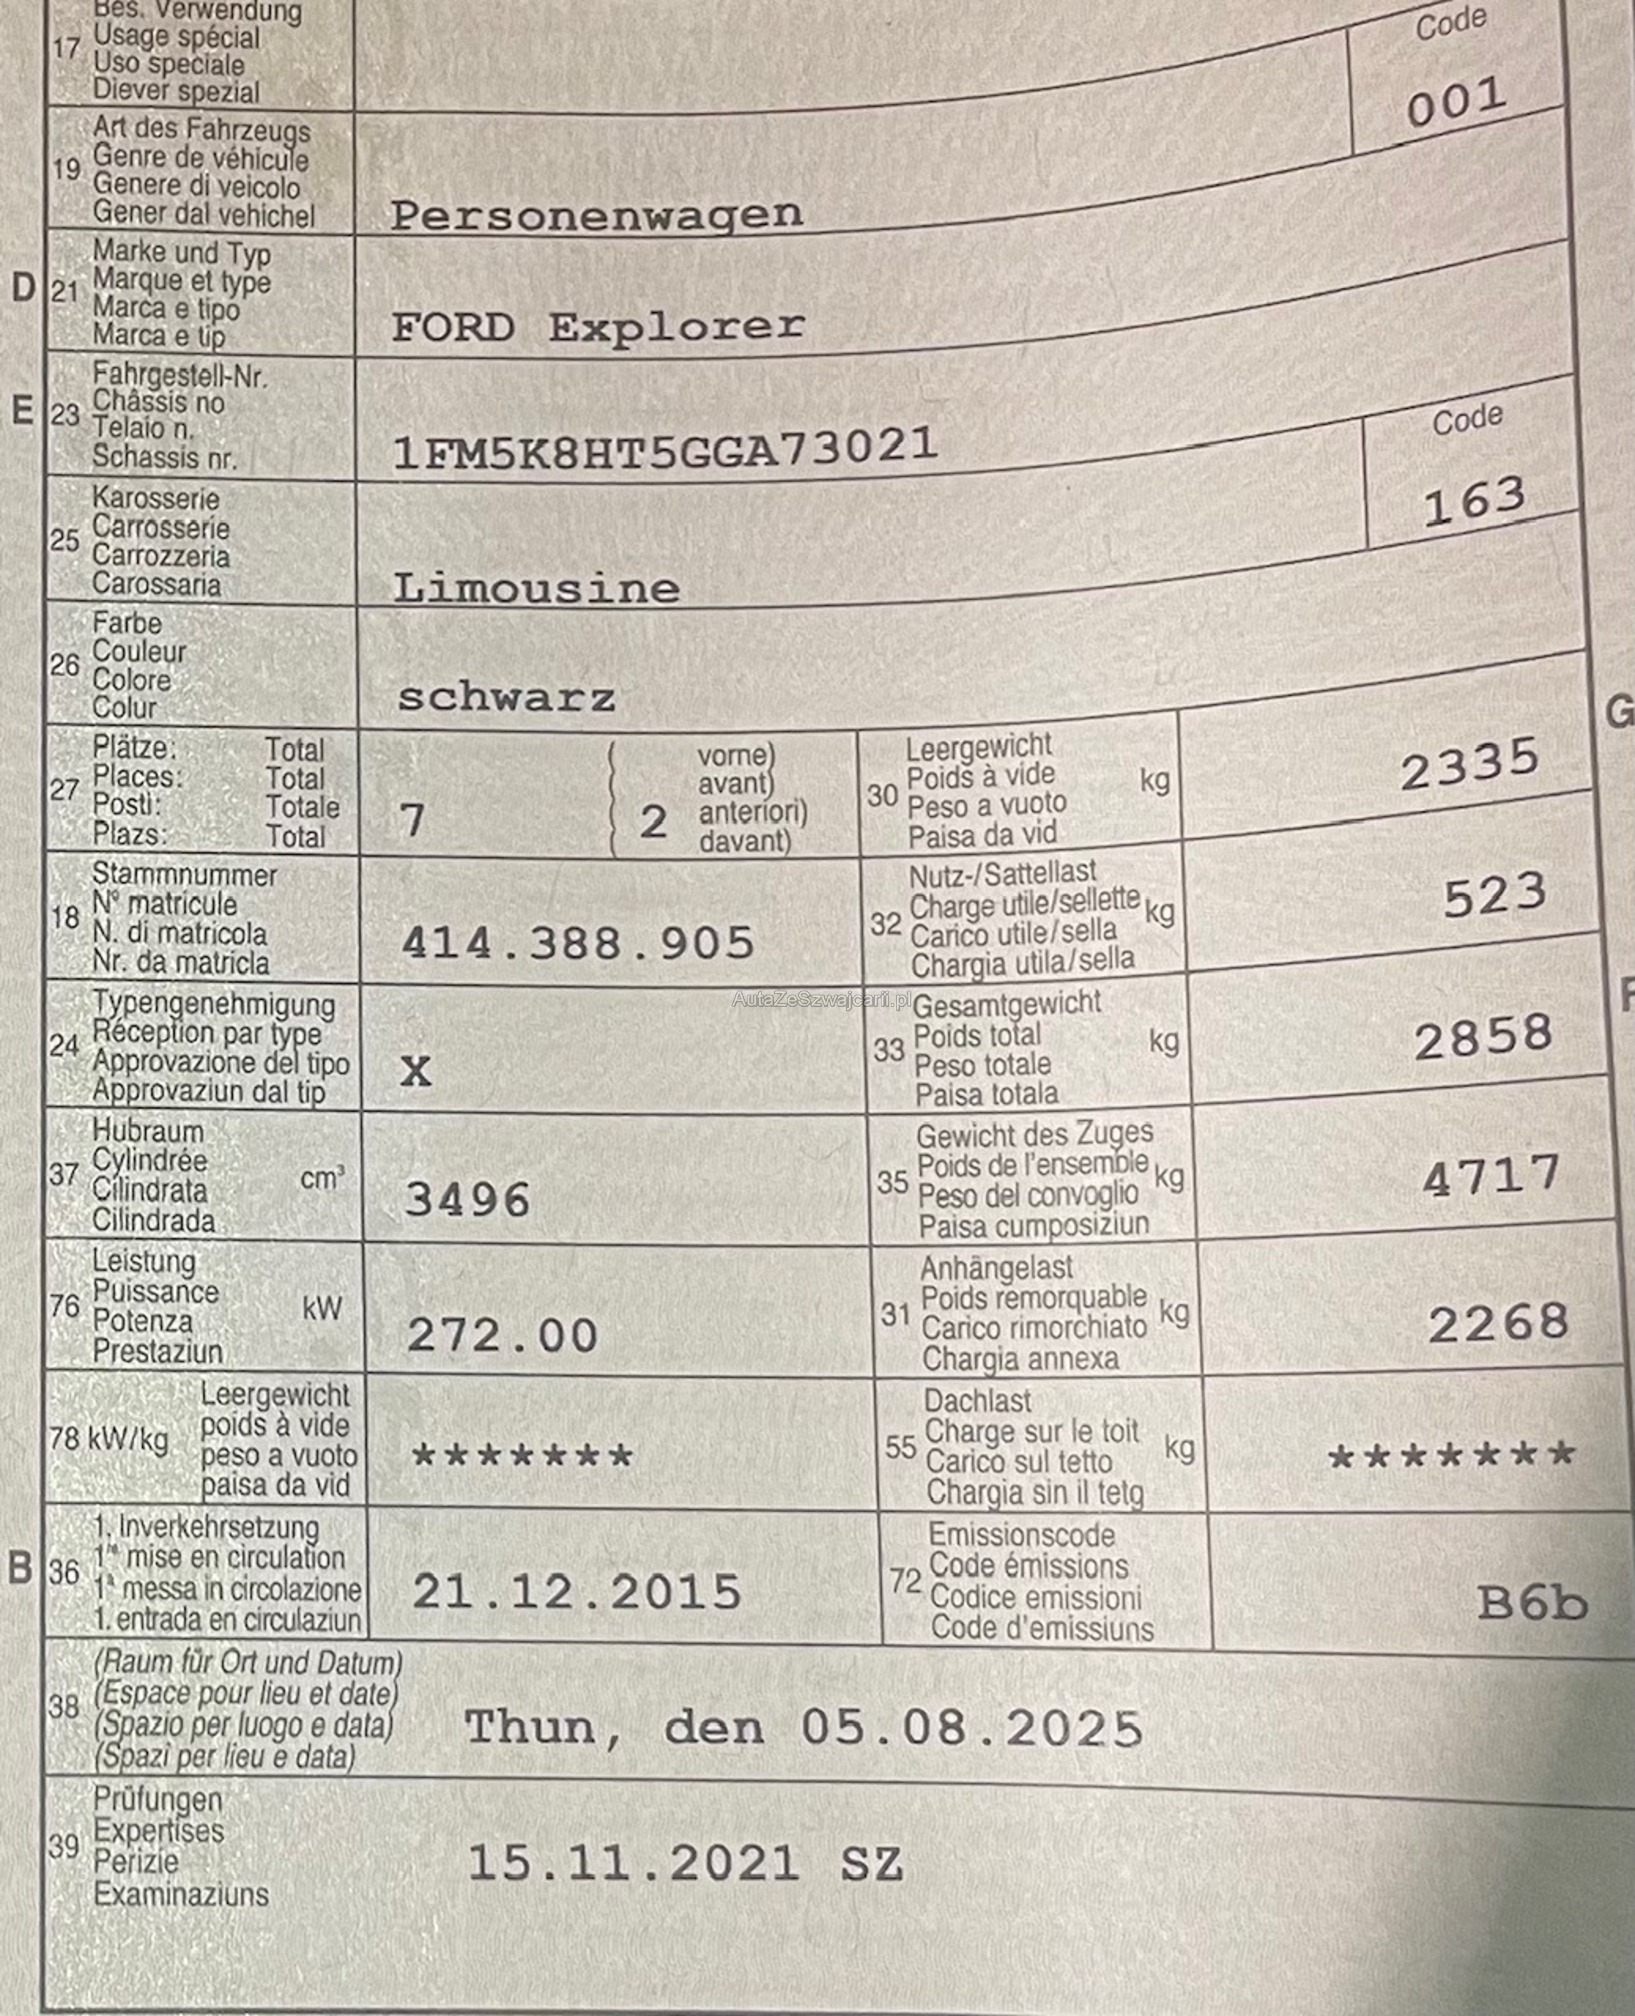 Bes. Verwendung
17 Usage spécial
Uso speciale
Diever spezial
Code
001
Art des Fahrzeugs
19 Genre de véhicule
Genere di veicolo
Gener dal vehichel
Personenwagen
Marke und Typ
D 21 Marque et type
Marca e tipo
Marca e tip
FORD Explorer
Fahrgestell-Nr.
E 23 Châssis no
Telaio n.
Schassis nr.
1FM5K8HT5GGA73021
Karosserie
25 Carrosserie
Carrozzeria
Carossaria
Limousine
Code
163
Farbe
26 Couleur
Colore
Colur
schwarz
Plätze: Total
27 Places: Total
Posti: Totale
Plazs: Total
7
( 2 vorne)
avant)
anteriori)
davant)
Leergewicht
30 Poids à vide kg
Peso a vuoto
Paisa da vid
2335
G
Stammnummer
18 N° matricule
N. di matricola
Nr. da matricla
414.388.905
Nutz-/Sattellast
32 Charge utile/sellette kg
Carico utile/sella
Chargia utila/sella
523
AutaZeSzwajcarii.pl
Typengenehmigung
24 Réception par type
Approvazione del tipo
Approvaziun dal tip
X
Gesamtgewicht
33 Poids total kg
Peso totale
Paisa totala
2858
F
Hubraum
37 Cylindrée cm³
Cilindrata
Cilindrada
3496
Gewicht des Zuges
35 Poids de l'ensemble kg
Peso del convoglio
Paisa cumposiziun
4717
Leistung
76 Puissance kW
Potenza
Prestaziun
272.00
Anhängelast
31 Poids remorquable kg
Carico rimorchiato
Chargia annexa
2268
Leergewicht
78 kW/kg poids à vide
peso a vuoto
paisa da vid
*******
Dachlast
55 Charge sur le toit kg
Carico sul tetto
Chargia sin il tetg
*******
1. Inverkehrsetzung
B 36 1re mise en circulation
1a messa in circolazione
1. entrada en circulaziun
21.12.2015
Emissionscode
72 Code émissions
Codice emissioni
Code d'emissiuns
B6b
(Raum für Ort und Datum)
38 (Espace pour lieu et date)
(Spazio per luogo e data)
(Spazi per lieu e data)
Thun, den 05.08.2025
Prüfungen
39 Expertises
Perizie
Examinaziuns
15.11.2021 SZ